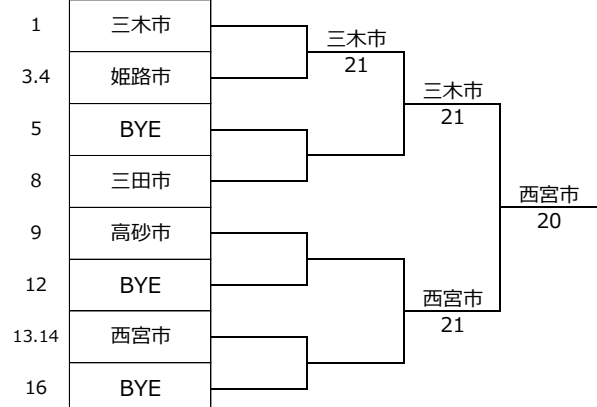 1 三木市
三木市
21
3.4 姫路市
三木市
21
5 BYE
8 三田市
西宮市
20
9 高砂市
12 BYE
西宮市
21
13.14 西宮市
16 BYE